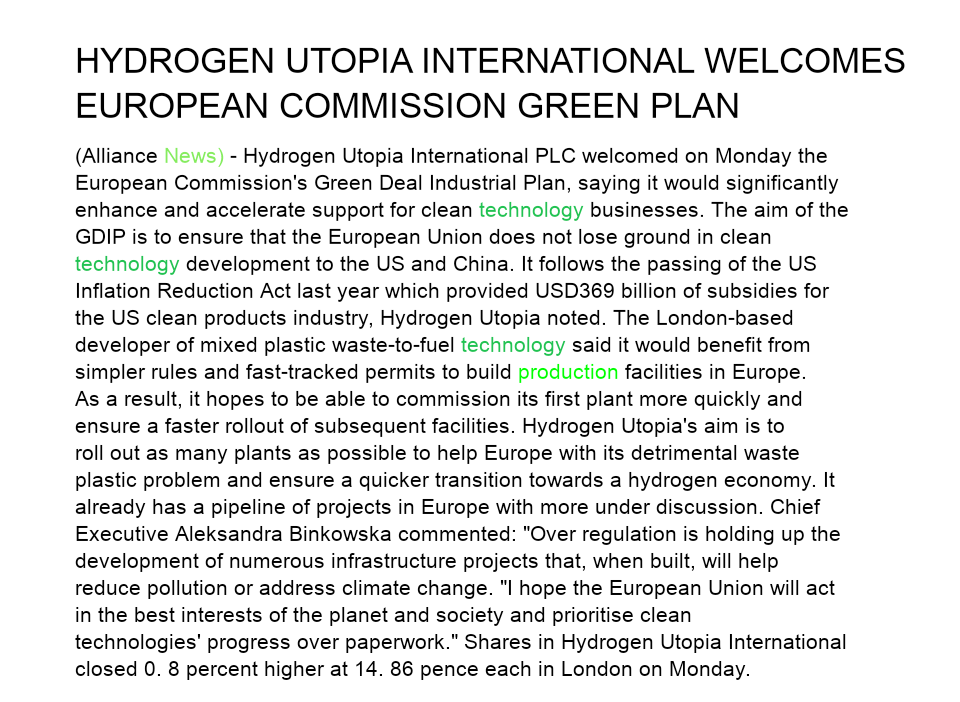 HYDROGEN UTOPIA INTERNATIONAL WELCOMES
EUROPEAN COMMISSION GREEN PLAN
(Alliance News) - Hydrogen Utopia International PLC welcomed on Monday the
European Commission's Green Deal Industrial Plan, saying it would significantly
enhance and accelerate support for clean technology businesses. The aim of the
GDIP is to ensure that the European Union does not lose ground in clean
technology development to the US and China. It follows the passing of the US
Inflation Reduction Act last year which provided USD369 billion of subsidies for
the US clean products industry, Hydrogen Utopia noted. The London-based
developer of mixed plastic waste-to-fuel technology said it would benefit from
simpler rules and fast-tracked permits to build production facilities in Europe.
As a result, it hopes to be able to commission its first plant more quickly and
ensure a faster rollout of subsequent facilities. Hydrogen Utopia's aim is to
roll out as many plants as possible to help Europe with its detrimental waste
plastic problem and ensure a quicker transition towards a hydrogen economy. It
already has a pipeline of projects in Europe with more under discussion. Chief
Executive Aleksandra Binkowska commented: "Over regulation is holding up the
development of numerous infrastructure projects that, when built, will help
reduce pollution or address climate change. "I hope the European Union will act
in the best interests of the planet and society and prioritise clean
technologies' progress over paperwork." Shares in Hydrogen Utopia International
closed 0. 8 percent higher at 14. 86 pence each in London on Monday.